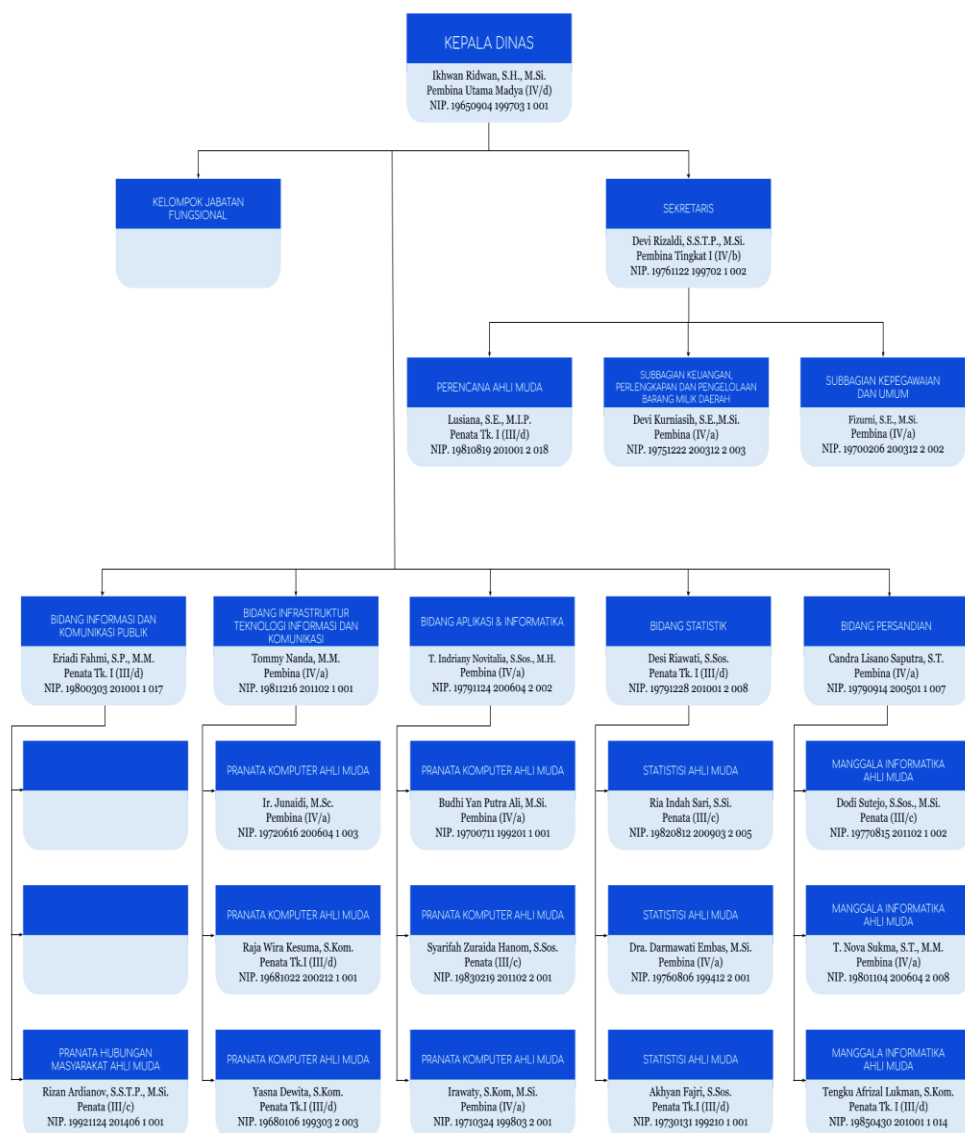 KEPALA DINAS
Ikhwan Ridwan, S.H., M.Si.
Pembina Utama Madya (IV/d)
NIP. 19650904 199703 1 001
KELOMPOK JABATAN
FUNGSIONAL
SEKRETARIS
Devi Rizaldi, S.S.T.P., M.Si.
Pembina Tingkat I (IV/b)
NIP. 19761122 199702 1 002
PERENCANA AHLI MUDA
Lusiana, S.E., M.I.P.
Penata Tk. I (III/d)
NIP. 19810819 201001 2 018
SUBBAGIAN KEUANGAN,
PERLENGKAPAN DAN PENGELOLAAN
BARANG MILIK DAERAH
Devi Kurniasih, S.E.,M.Si.
Pembina (IV/a)
NIP. 19751222 200312 2 003
SUBBAGIAN KEPEGAWAIAN
DAN UMUM
Fizurni, S.E., M.Si.
Pembina (IV/a)
NIP. 19700206 200312 2 002
BIDANG INFORMASI DAN
KOMUNIKASI PUBLIK
Eriadi Fahmi, S.P., M.M.
Penata Tk. I (III/d)
NIP. 19800303 201001 1 017
BIDANG INFRASTRUKTUR
TEKNOLOGI INFORMASI DAN
KOMUNIKASI
Tommy Nanda, M.M.
Pembina (IV/a)
NIP. 19811216 201102 1 001
BIDANG APLIKASI & INFORMATIKA
T. Indriany Novitalia, S.Sos., M.H.
Pembina (IV/a)
NIP. 19791124 200604 2 002
BIDANG STATISTIK
Desi Riawati, S.Sos.
Penata Tk. I (III/d)
NIP. 19791228 201001 2 008
BIDANG PERSANDIAN
Candra Lisano Saputra, S.T.
Pembina (IV/a)
NIP. 19790914 200501 1 007
PRANATA KOMPUTER AHLI MUDA
Ir. Junaidi, M.Sc.
Pembina (IV/a)
NIP. 19720616 200604 1 003
PRANATA KOMPUTER AHLI MUDA
Budhi Yan Putra Ali, M.Si.
Pembina (IV/a)
NIP. 19700711 199201 1 001
STATISTISI AHLI MUDA
Ria Indah Sari, S.Si.
Penata (III/c)
NIP. 19820812 200903 2 005
MANGGALA INFORMATIKA
AHLI MUDA
Dodi Sutejo, S.Sos., M.Si.
Penata (III/c)
NIP. 19770815 201102 1 002
PRANATA KOMPUTER AHLI MUDA
Raja Wira Kesuma, S.Kom.
Penata Tk.I (III/d)
NIP. 19681022 200212 1 001
PRANATA KOMPUTER AHLI MUDA
Syarifah Zuraida Hanom, S.Sos.
Penata (III/c)
NIP. 19830219 201102 2 001
STATISTISI AHLI MUDA
Dra. Darmawati Embas, M.Si.
Pembina (IV/a)
NIP. 19760806 199412 2 001
MANGGALA INFORMATIKA
AHLI MUDA
T. Nova Sukma, S.T., M.M.
Pembina (IV/a)
NIP. 19801104 200604 2 008
PRANATA HUBUNGAN
MASYARAKAT AHLI MUDA
Rizan Ardianov, S.S.T.P., M.Si.
Penata (III/c)
NIP. 19921124 201406 1 001
PRANATA KOMPUTER AHLI MUDA
Yasna Dewita, S.Kom.
Penata Tk.I (III/d)
NIP. 19680106 199303 2 003
PRANATA KOMPUTER AHLI MUDA
Irawaty, S.Kom, M.Si.
Pembina (IV/a)
NIP. 19710324 199803 2 001
STATISTISI AHLI MUDA
Akhyan Fajri, S.Sos.
Penata Tk.I (III/d)
NIP. 19730131 199210 1 001
MANGGALA INFORMATIKA
AHLI MUDA
Tengku Afrizal Lukman, S.Kom.
Penata Tk. I (III/d)
NIP. 19850430 201001 1 014